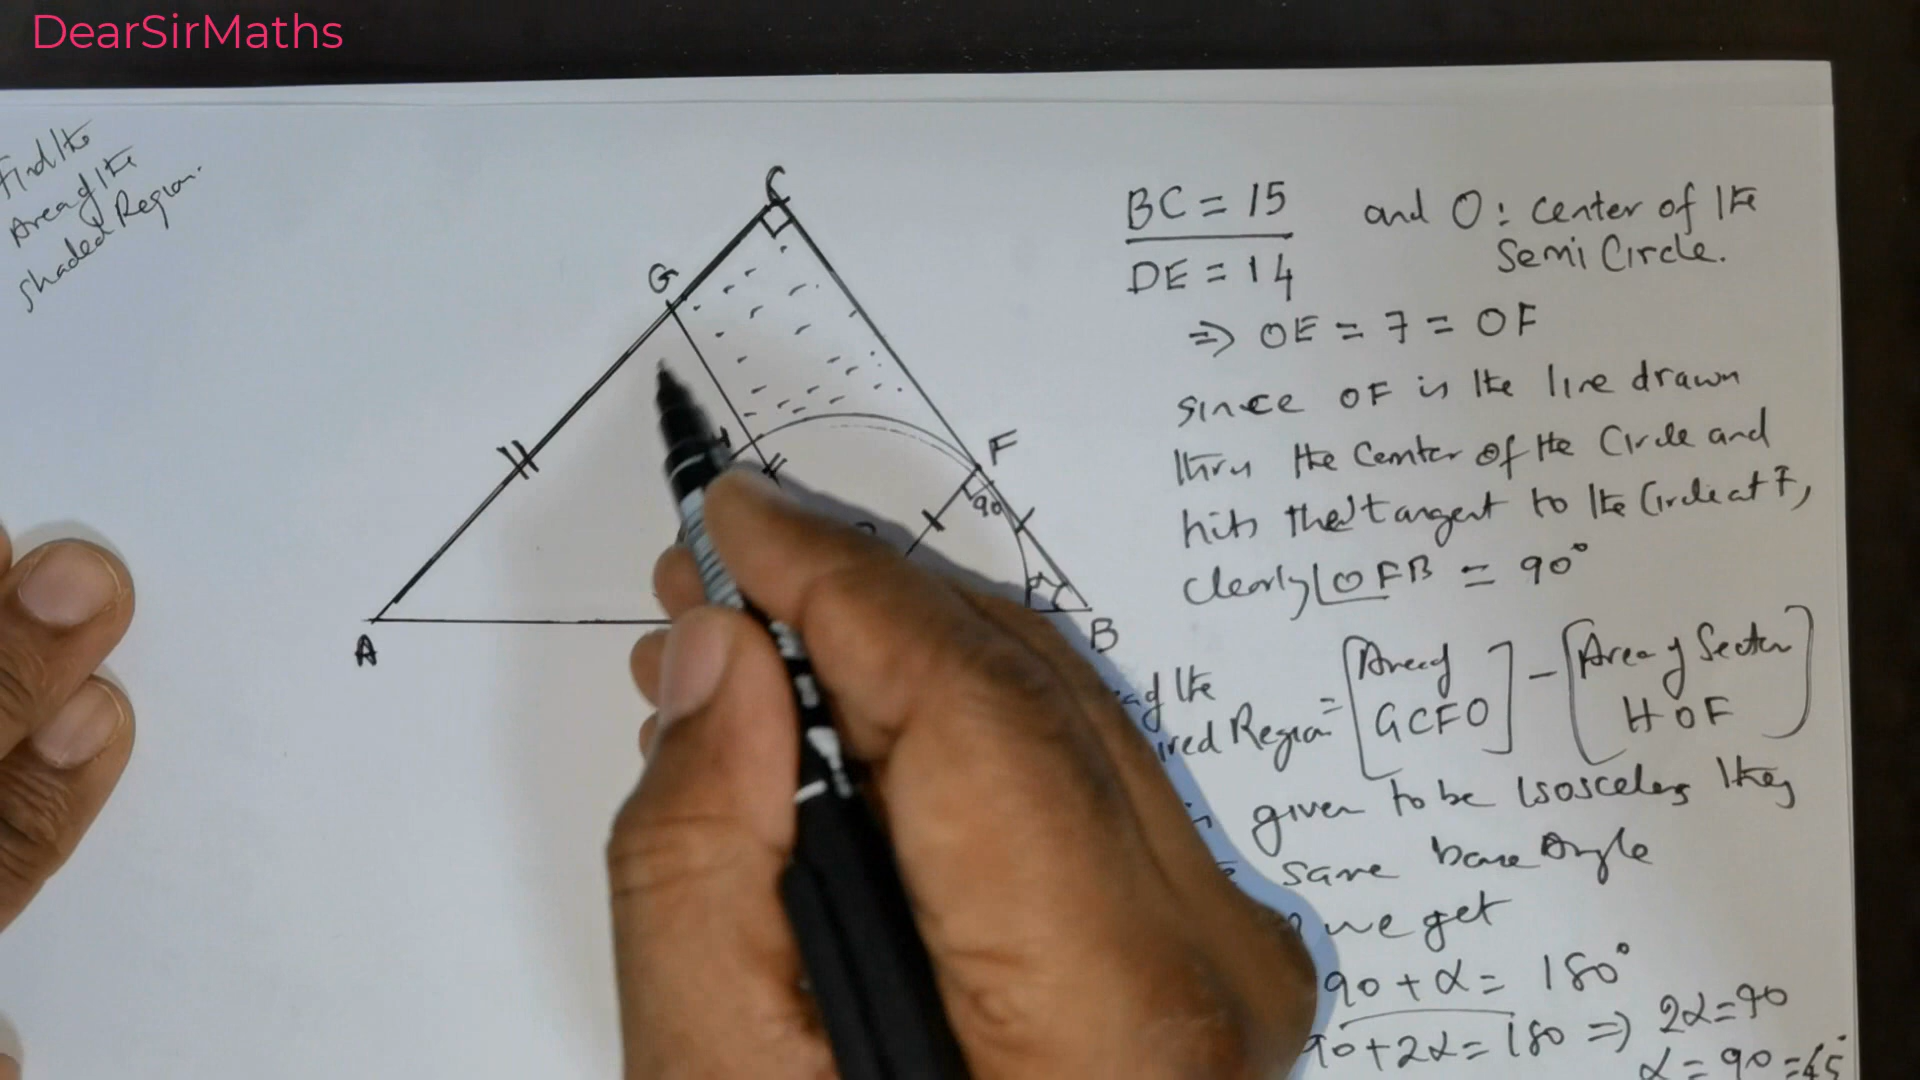 DearSirMaths
Find the
Area of the
shaded Region.
C
G
F
90
A
B
BC = 15
and O: center of the
Semi Circle.
DE = 14
⇒ OE = 7 = OF
since OF is the line drawn
thru the center of the Circle and
hits the tangent to the Circle at F,
clearly ∠OFB = 90°
the
Region = [Area of GCFO] - [Area of Sector HOF]
given to be Isosceles they
same base Angle
we get
90 + α = 180°
90 + 2α = 180 ⇒ 2α = 90
α = 90 = 45